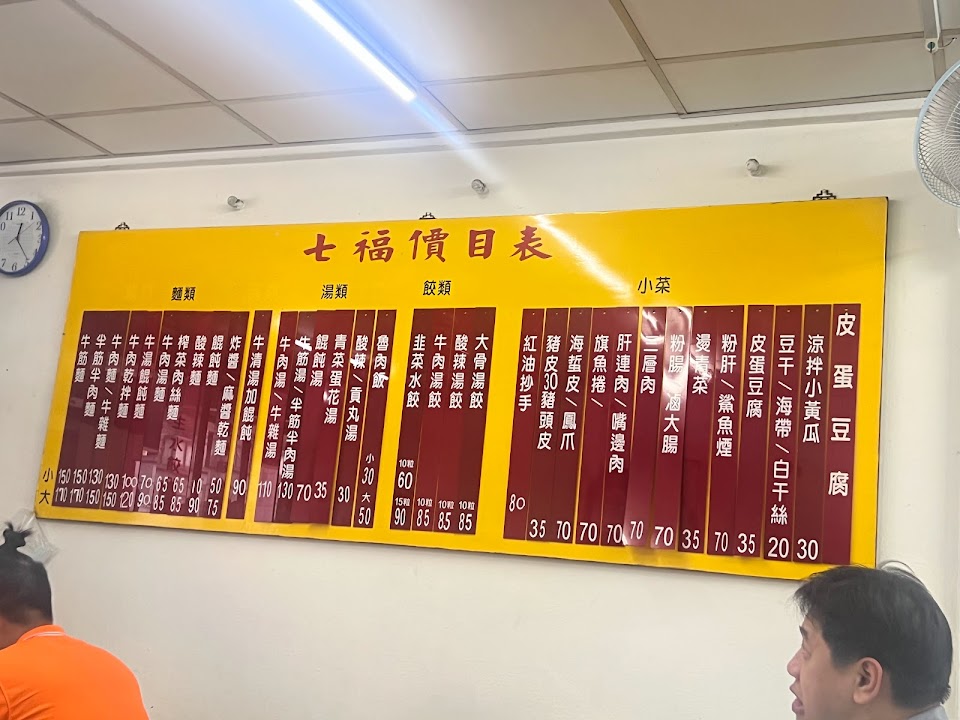 七福價目表
麵類
湯類
餃類
小菜
小
大
牛筋麵 150 170
半筋半肉麵 150 170
牛肉麵/牛雜麵 130 150
牛肉乾拌麵 130 150
牛湯餛飩麵 100 120
牛肉湯麵 70 90
榨菜肉絲麵 65 85
酸辣麵 65 85
餛飩麵 90
炸醬/麻醬乾麵 50 75
牛清湯加餛飩 90
牛肉湯/牛雜湯 110
牛筋湯/半筋半肉湯 130
餛飩湯 70
青菜蛋花湯 35
酸辣/貢丸湯 30
魯肉飯 小30大50
韭菜水餃 10粒60 15粒90
牛肉湯餃 10粒85
酸辣湯餃 10粒85
大骨湯餃 10粒85
紅油抄手 80
豬皮30豬頭皮 35
海蜇皮/鳳爪 70
旗魚捲/ 70
肝連肉/嘴邊肉 70
二層肉 70
粉腸/滷大腸 70
燙青菜 35
粉肝/鯊魚煙 70
皮蛋豆腐 35
豆干/海帶/白干絲 20
涼拌小黃瓜 30
皮蛋豆腐